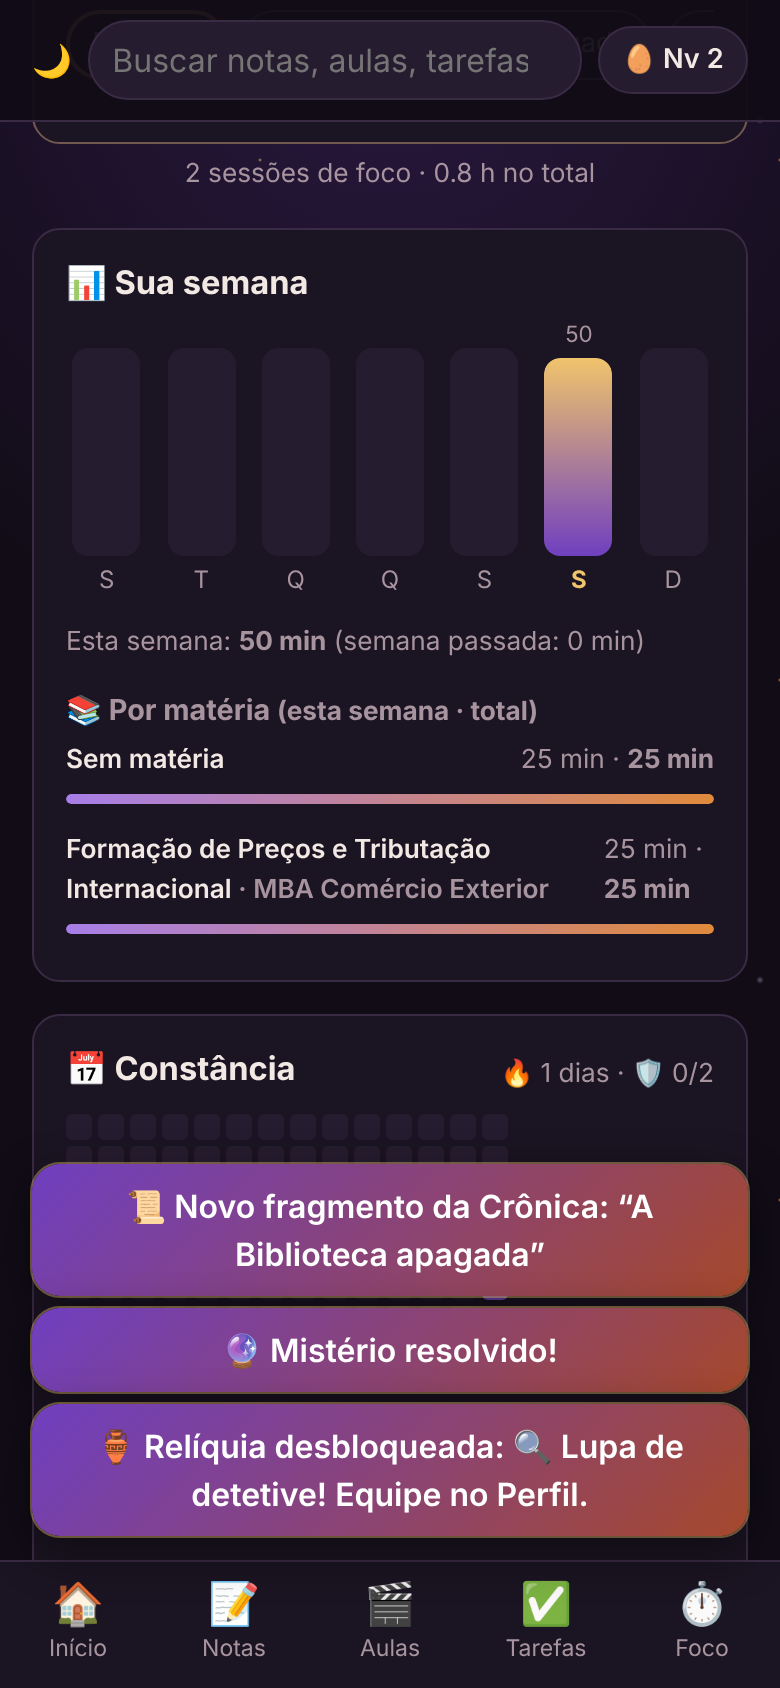 Buscar notas, aulas, tarefas
Nv 2
2 sessões de foco · 0.8 h no total
Sua semana
50
S T Q Q S S D
Esta semana: 50 min (semana passada: 0 min)
Por matéria (esta semana · total)
Sem matéria 25 min · 25 min
Formação de Preços e Tributação 25 min ·
Internacional · MBA Comércio Exterior 25 min
July
17 Constância 1 dias · 0/2
Novo fragmento da Crônica: “A
Biblioteca apagada”
Mistério resolvido!
Relíquia desbloqueada: Lupa de
detetive! Equipe no Perfil.
Início Notas Aulas Tarefas Foco